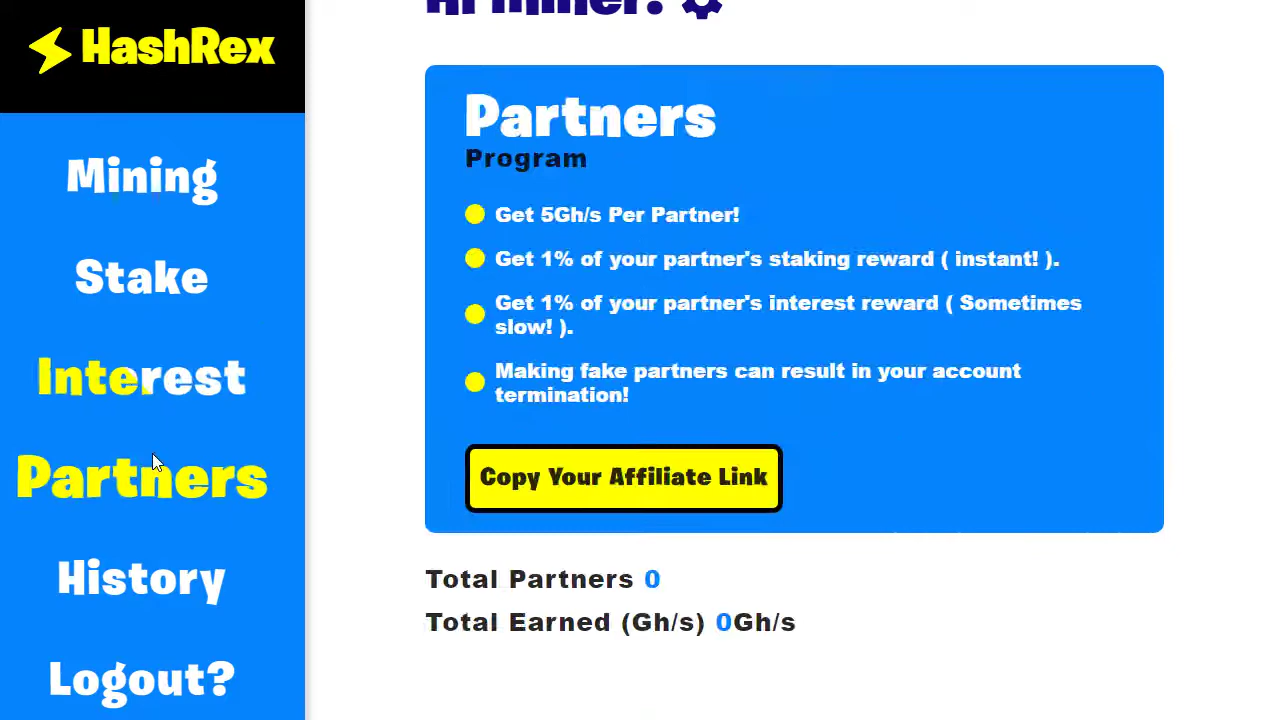 HashRex
Mining
Stake
Interest
Partners
History
Logout?
Partners
Program
Get 5Gh/s Per Partner!
Get 1% of your partner's staking reward ( instant! ).
Get 1% of your partner's interest reward ( Sometimes
slow! ).
Making fake partners can result in your account
termination!
Copy Your Affiliate Link
Total Partners 0
Total Earned (Gh/s) 0Gh/s